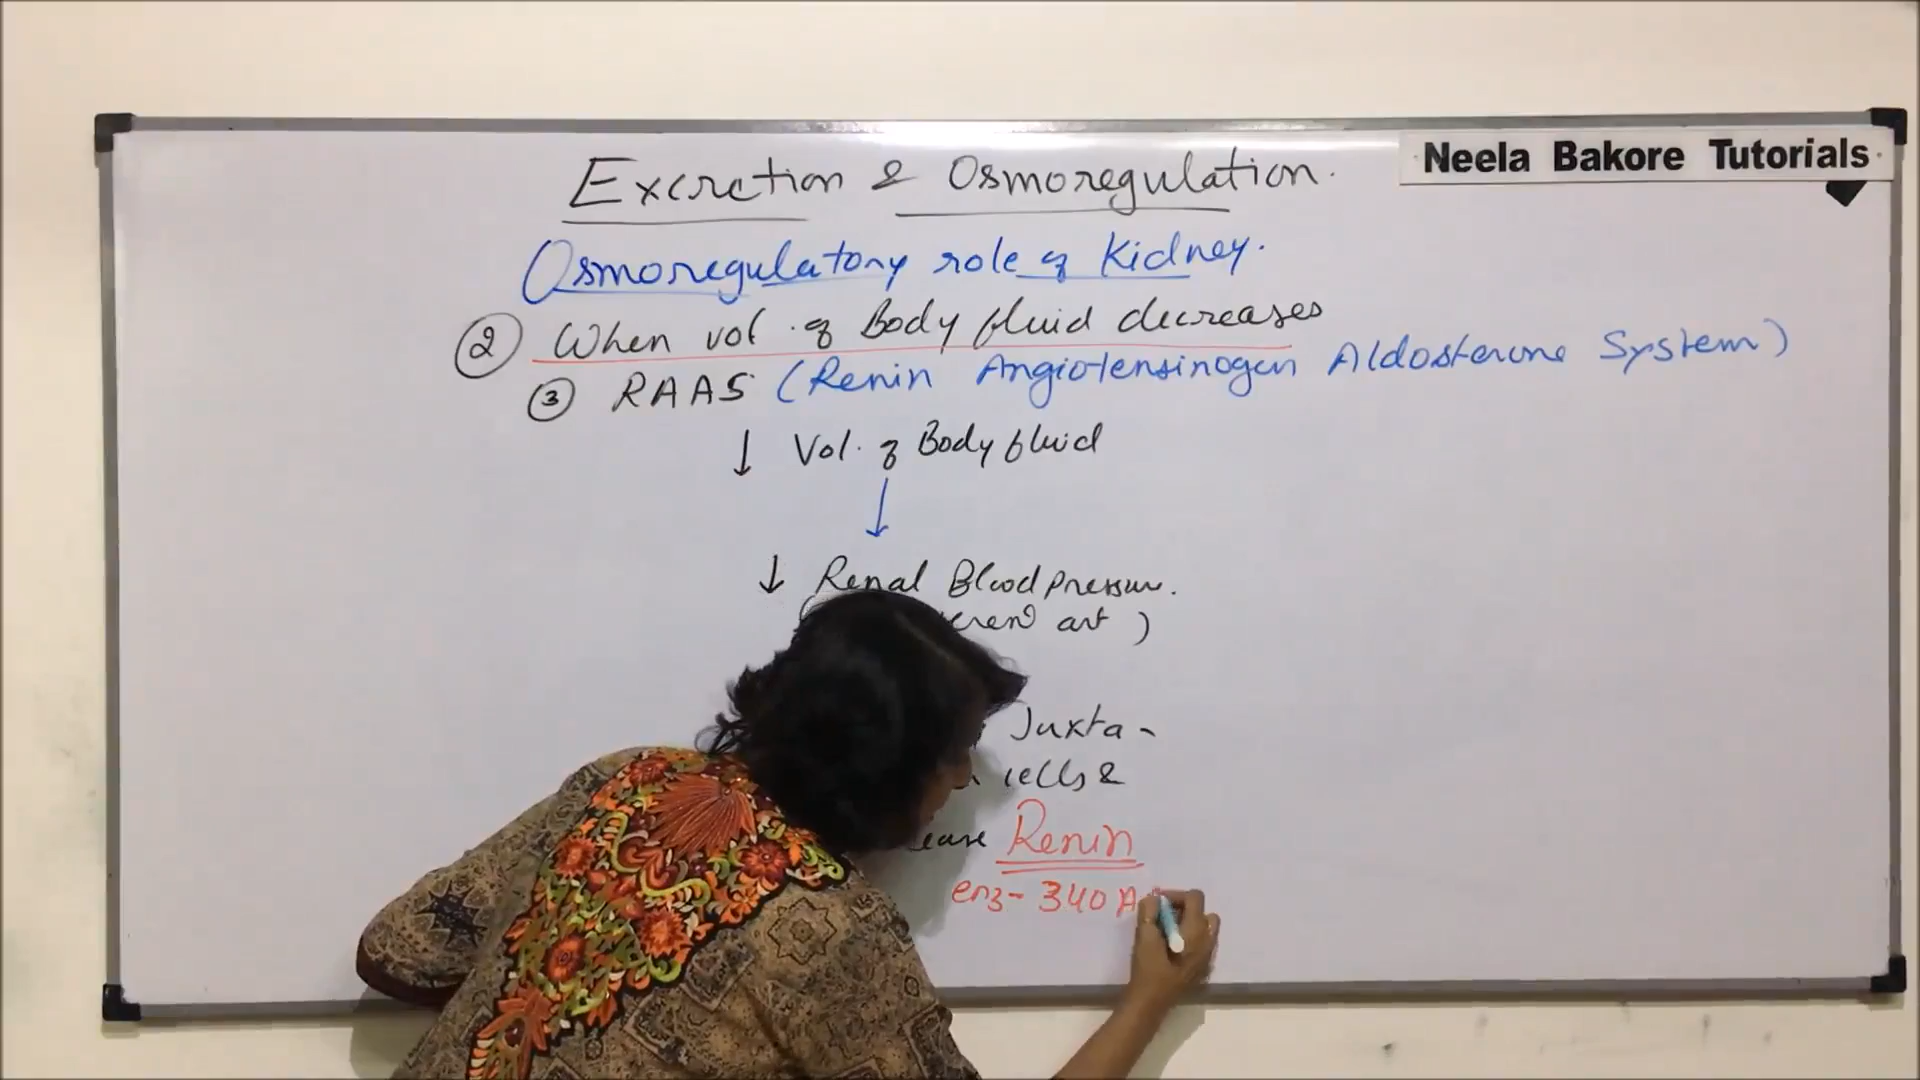 Neela Bakore Tutorials
Excretion & Osmoregulation.
Osmoregulatory role of Kidney.
② When vol. of Body fluid decreases
③ RAAS (Renin Angiotensinogen Aldosterone System)
↓ Vol. of Body fluid
↓
↓ Renal Blood pressure.
art )
Juxta -
cells &
Renin
enz - 340 A